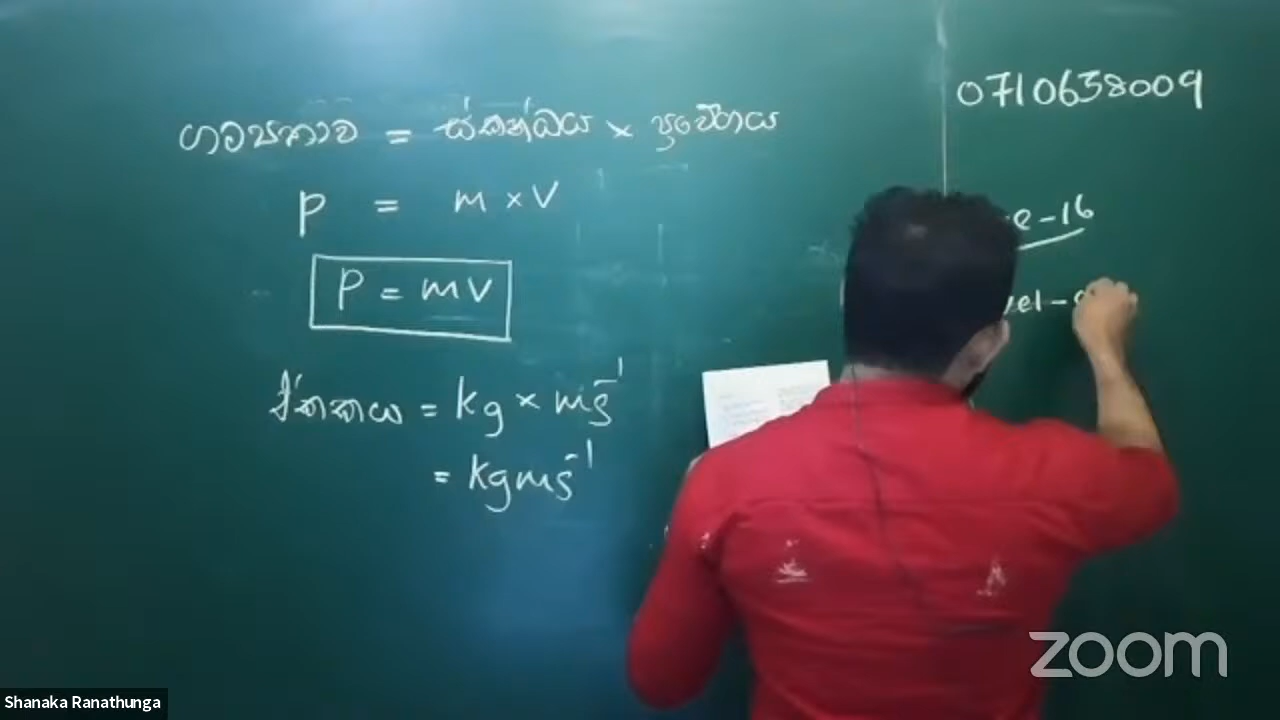 ගම්‍යතාව = ස්කන්ධය × ප්‍රවේගය
P = m × V
P = mV
ඒකකය = kg × ms⁻¹
= kgms⁻¹
0710638009
zoom
Shanaka Ranathunga